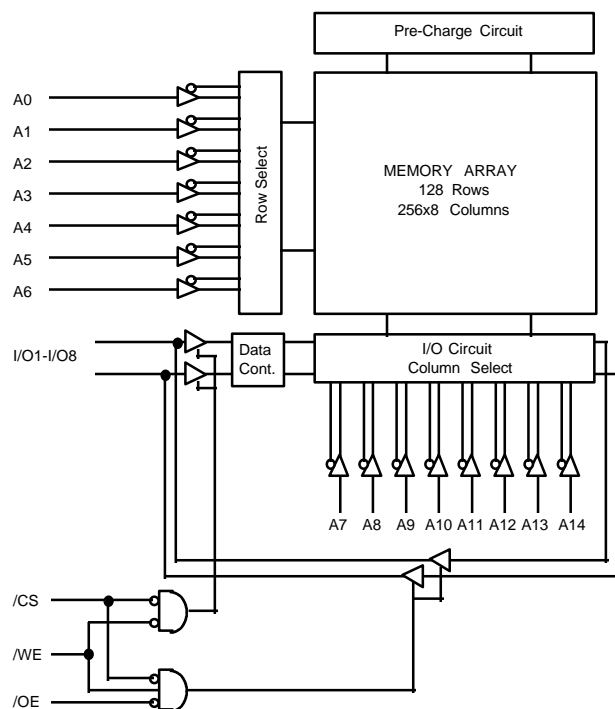 Pre-Charge Circuit
A0
A1
A2
A3
A4
A5
A6
Row Select
MEMORY ARRAY
128 Rows
256x8 Columns
I/O1-I/O8
Data
Cont.
I/O Circuit
Column Select
A7 A8 A9 A10 A11 A12 A13 A14
/CS
/WE
/OE